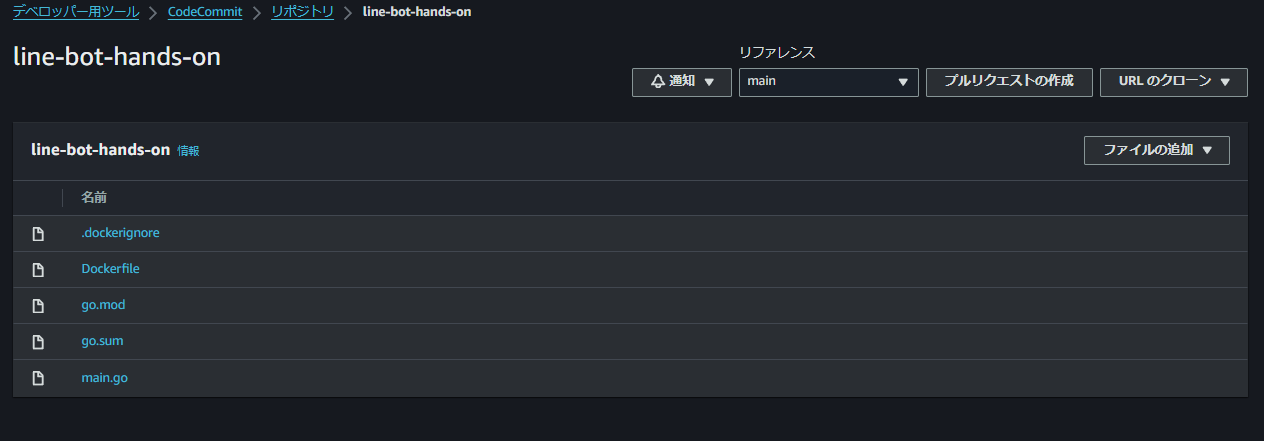 デベロッパー用ツール > CodeCommit > リポジトリ > line-bot-hands-on
line-bot-hands-on
リファレンス
通知 main プルリクエストの作成 URL のクローン
line-bot-hands-on 情報 ファイルの追加
名前
.dockerignore
Dockerfile
go.mod
go.sum
main.go